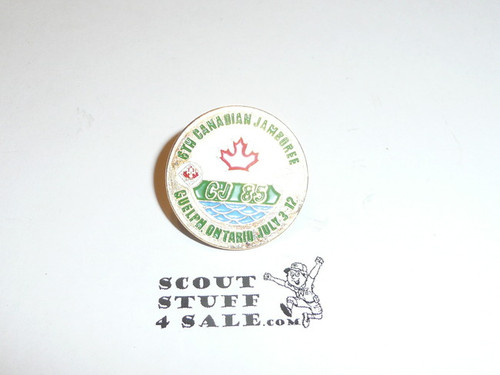 6TH CANADIAN JAMBOREE
CJ 85
GUELPH, ONTARIO JULY 3-12
SCOUT
STUFF
4 SALE.COM